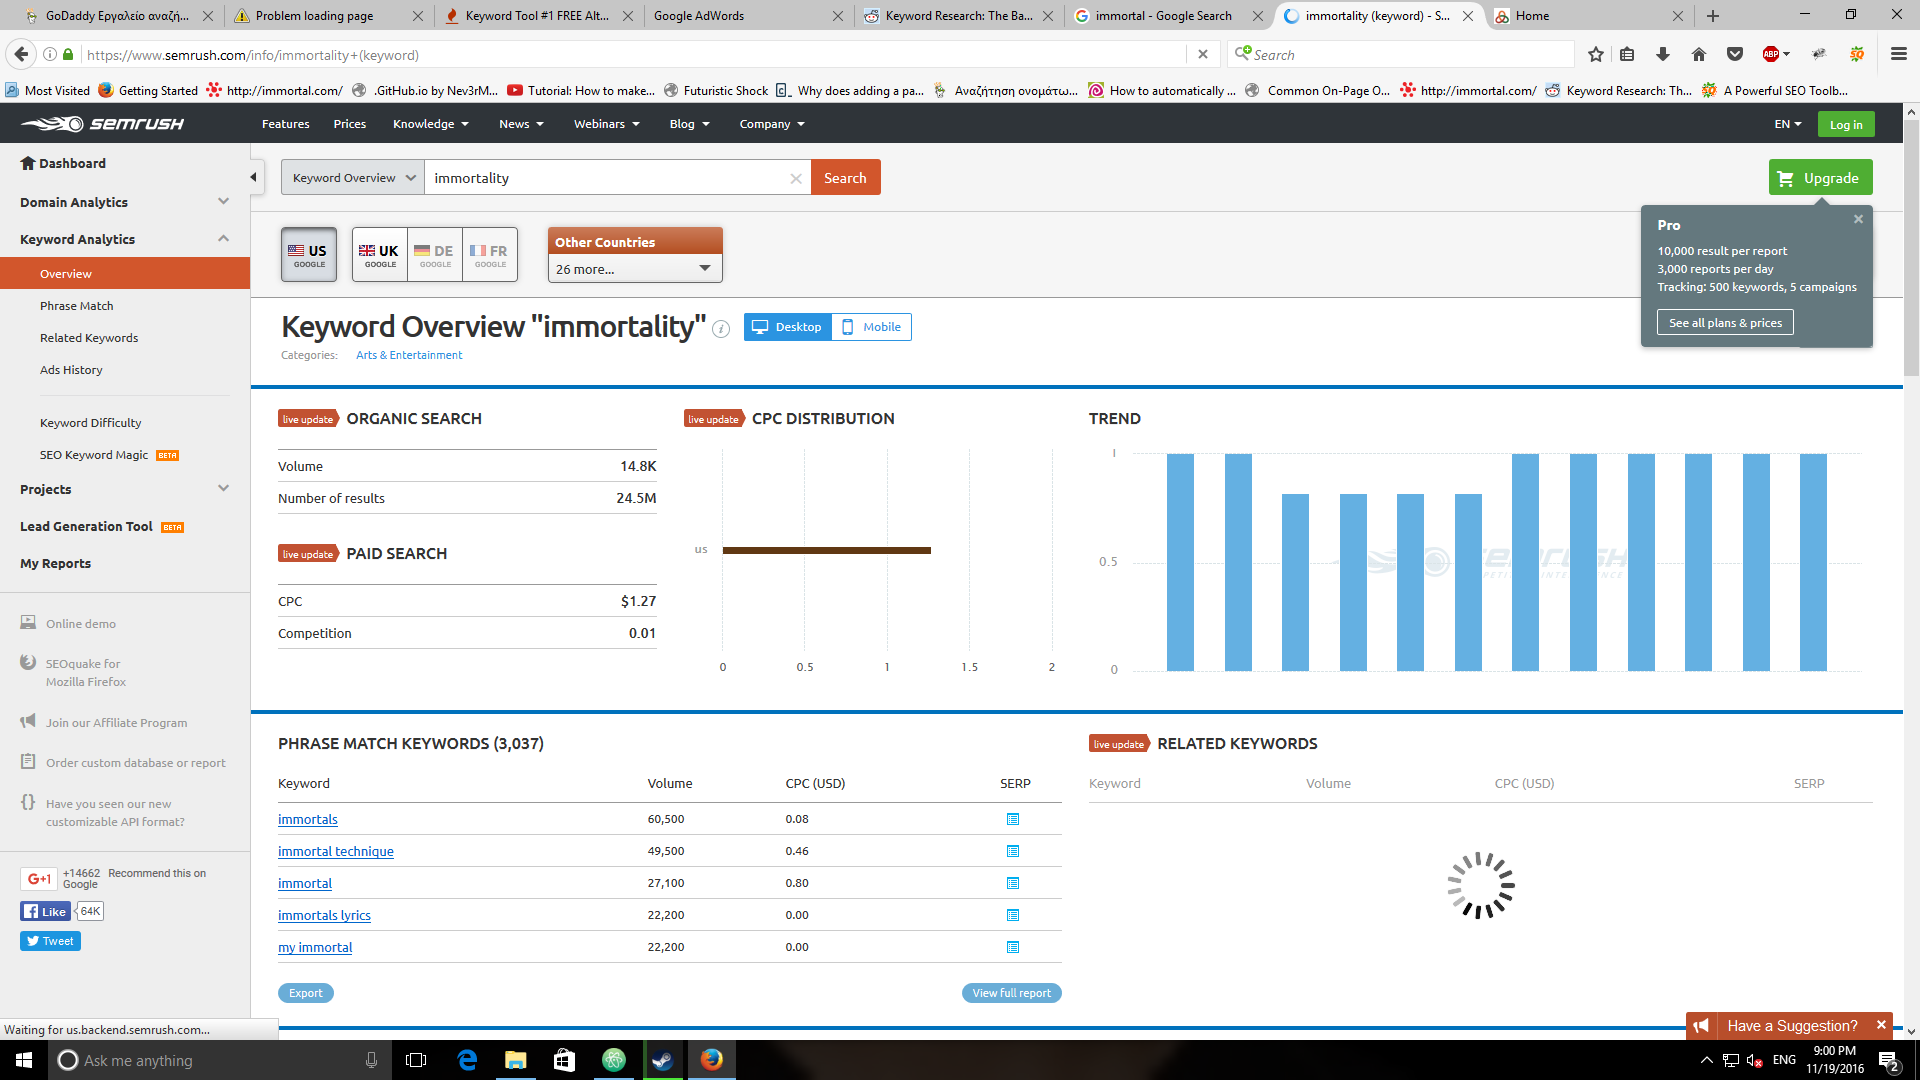 GoDaddy Εργαλείο αναζή...
Problem loading page
Keyword Tool #1 FREE Alt...
Google AdWords
Keyword Research: The Ba...
immortal - Google Search
immortality (keyword) - S...
Home
https://www.semrush.com/info/immortality+(keyword)
Search
ABP
Most Visited
Getting Started
http://immortal.com/
.GitHub.io by Nev3rM...
Tutorial: How to make...
Futuristic Shock
Why does adding a pa...
Αναζήτηση ονομάτω...
How to automatically ...
Common On-Page O...
http://immortal.com/
Keyword Research: Th...
A Powerful SEO Toolb...
SEMRUSH
Features
Prices
Knowledge
News
Webinars
Blog
Company
EN
Log in
Dashboard
Domain Analytics
Keyword Analytics
Overview
Phrase Match
Related Keywords
Ads History
Keyword Difficulty
SEO Keyword Magic BETA
Projects
Lead Generation Tool BETA
My Reports
Online demo
SEOquake for
Mozilla Firefox
Join our Affiliate Program
Order custom database or report
Have you seen our new
customizable API format?
G+1 +14662 Recommend this on
Google
Like 64K
Tweet
Waiting for us.backend.semrush.com...
Keyword Overview
immortality
Search
Upgrade
Pro
10,000 result per report
3,000 reports per day
Tracking: 500 keywords, 5 campaigns
See all plans & prices
US GOOGLE
UK GOOGLE
DE GOOGLE
FR GOOGLE
Other Countries
26 more...
Keyword Overview "immortality"
Desktop
Mobile
Categories: Arts & Entertainment
live update ORGANIC SEARCH
Volume 14.8K
Number of results 24.5M
live update PAID SEARCH
CPC $1.27
Competition 0.01
live update CPC DISTRIBUTION
us
0 0.5 1 1.5 2
TREND
1
0.5
0
PHRASE MATCH KEYWORDS (3,037)
Keyword Volume CPC (USD) SERP
immortals 60,500 0.08
immortal technique 49,500 0.46
immortal 27,100 0.80
immortals lyrics 22,200 0.00
my immortal 22,200 0.00
Export
View full report
live update RELATED KEYWORDS
Keyword Volume CPC (USD) SERP
Have a Suggestion?
Ask me anything
ENG
9:00 PM
11/19/2016
2